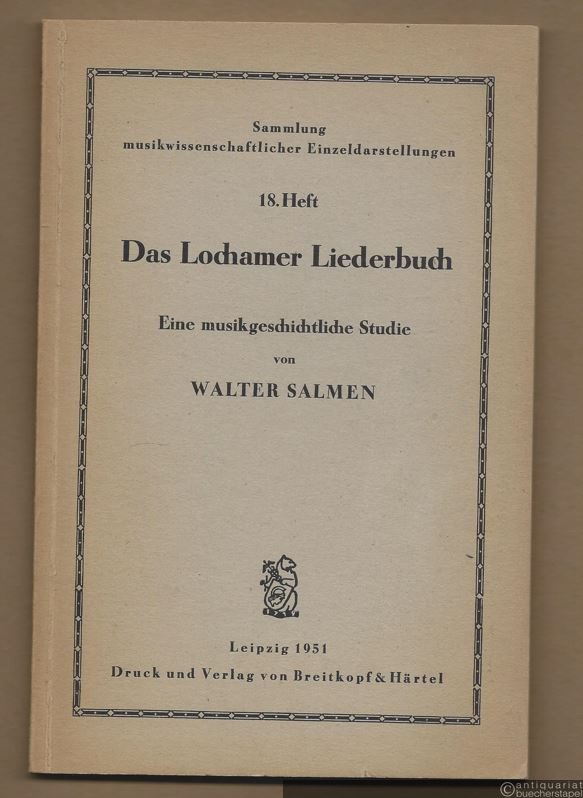 Sammlung
musikwissenschaftlicher Einzeldarstellungen
18. Heft
Das Lochamer Liederbuch
Eine musikgeschichtliche Studie
von
WALTER SALMEN
Leipzig 1951
Druck und Verlag von Breitkopf & Härtel
© antiquariat
buecherstapel